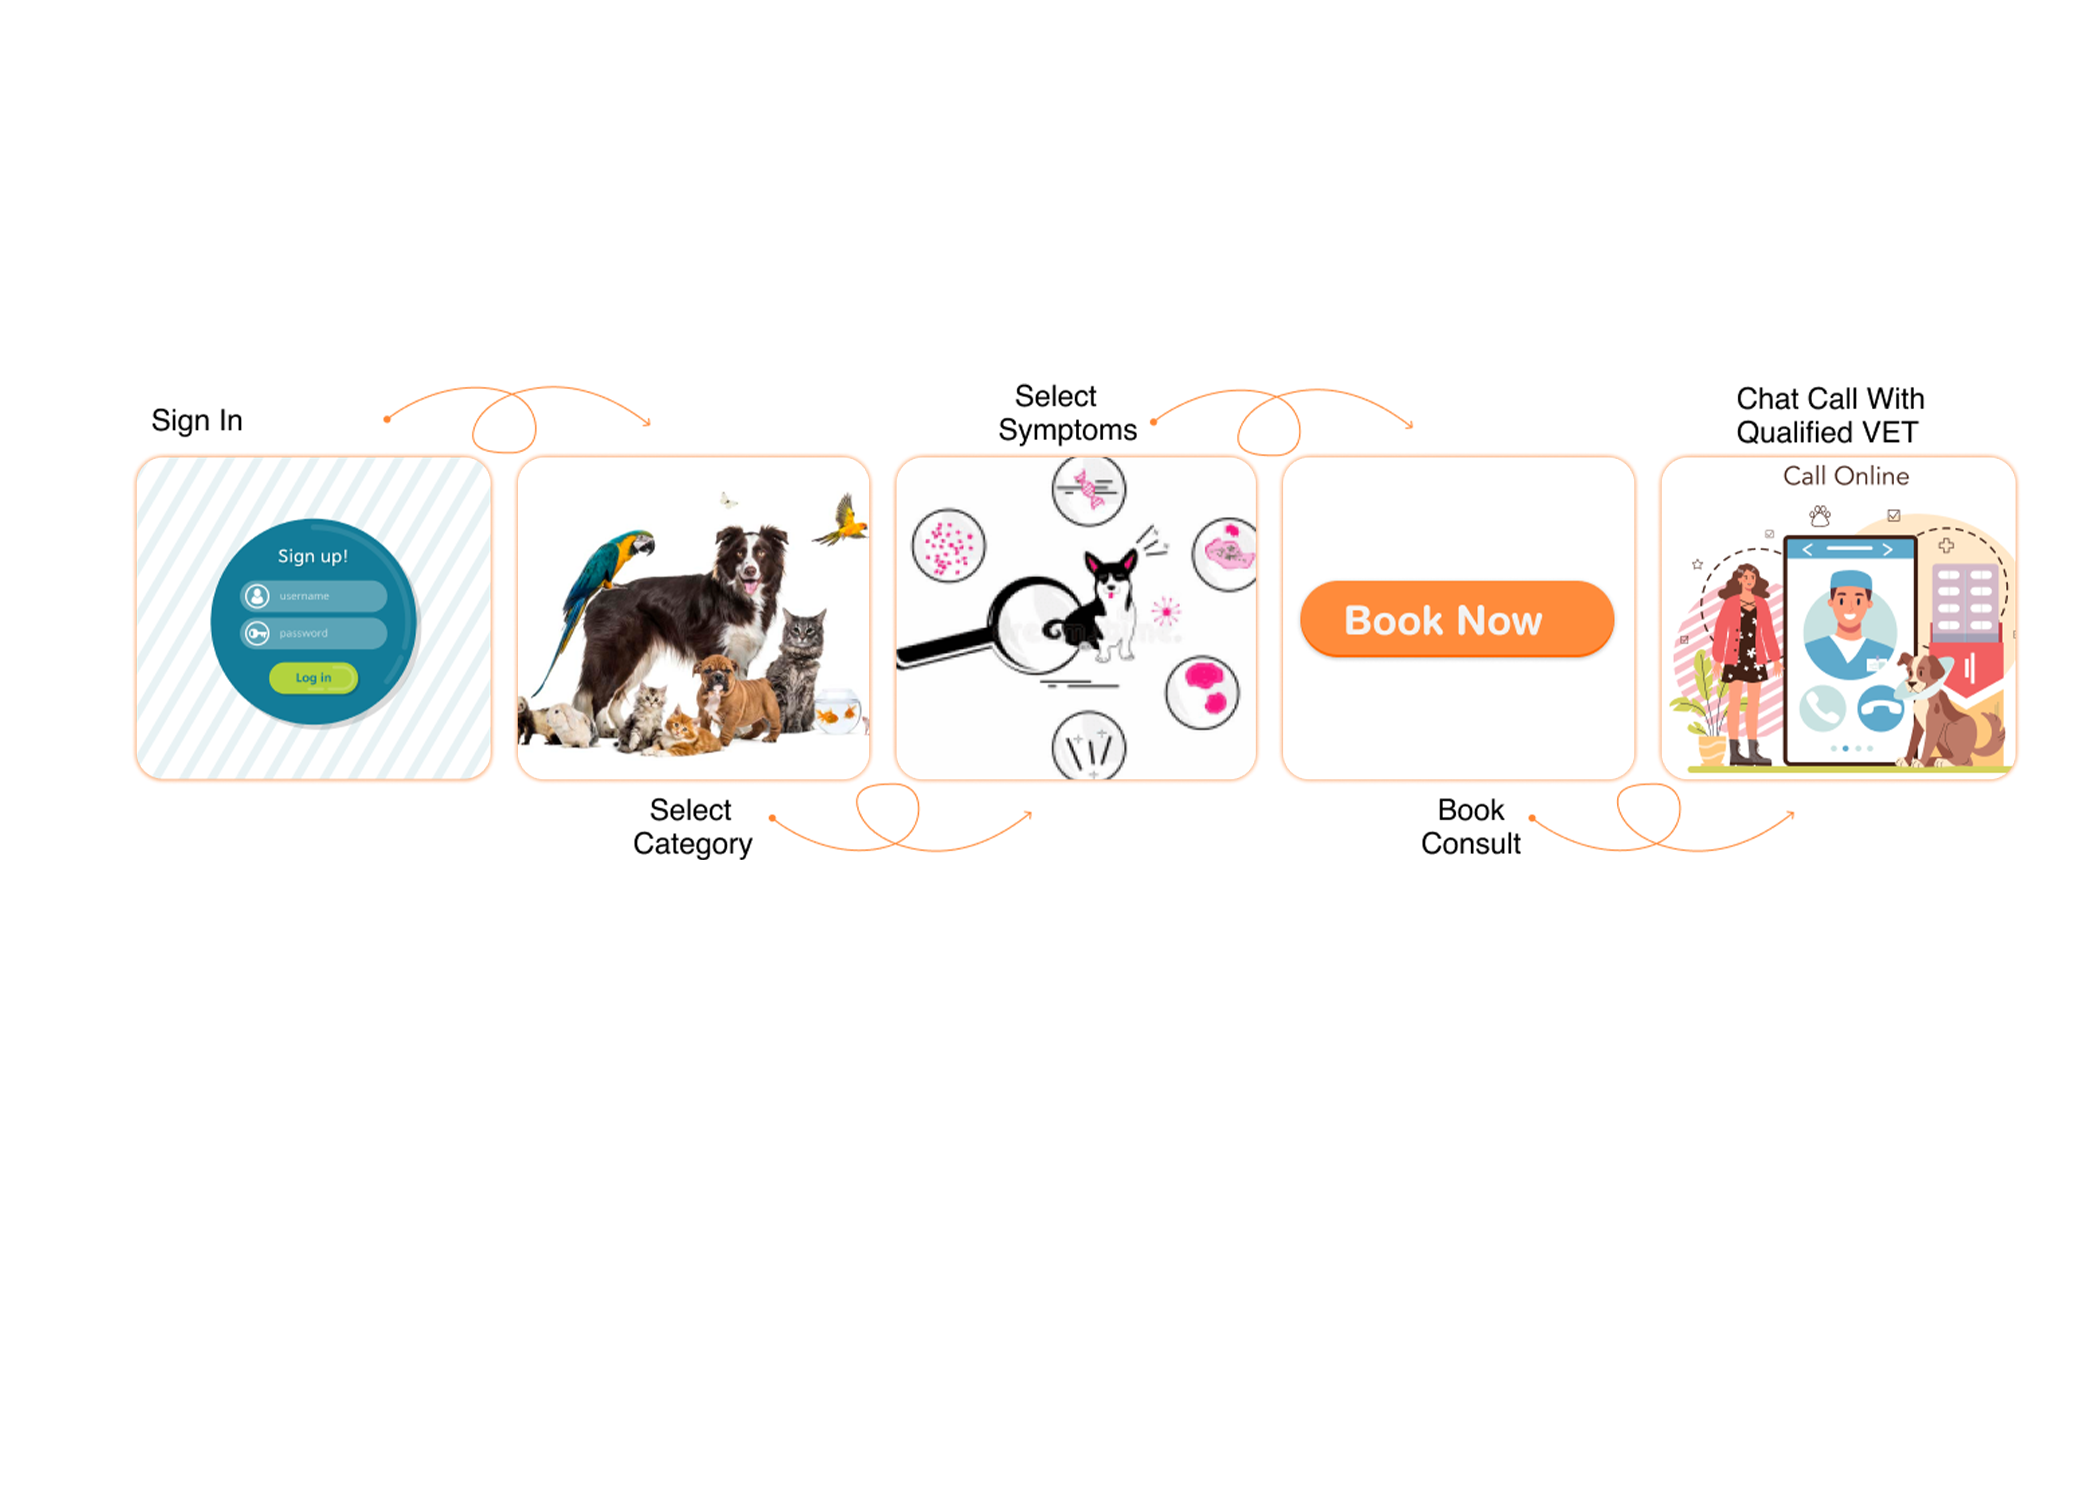 Sign In
Sign up!
username
password
Log in
Select
Category
Select
Symptoms
Book Now
Book
Consult
Chat Call With
Qualified VET
Call Online